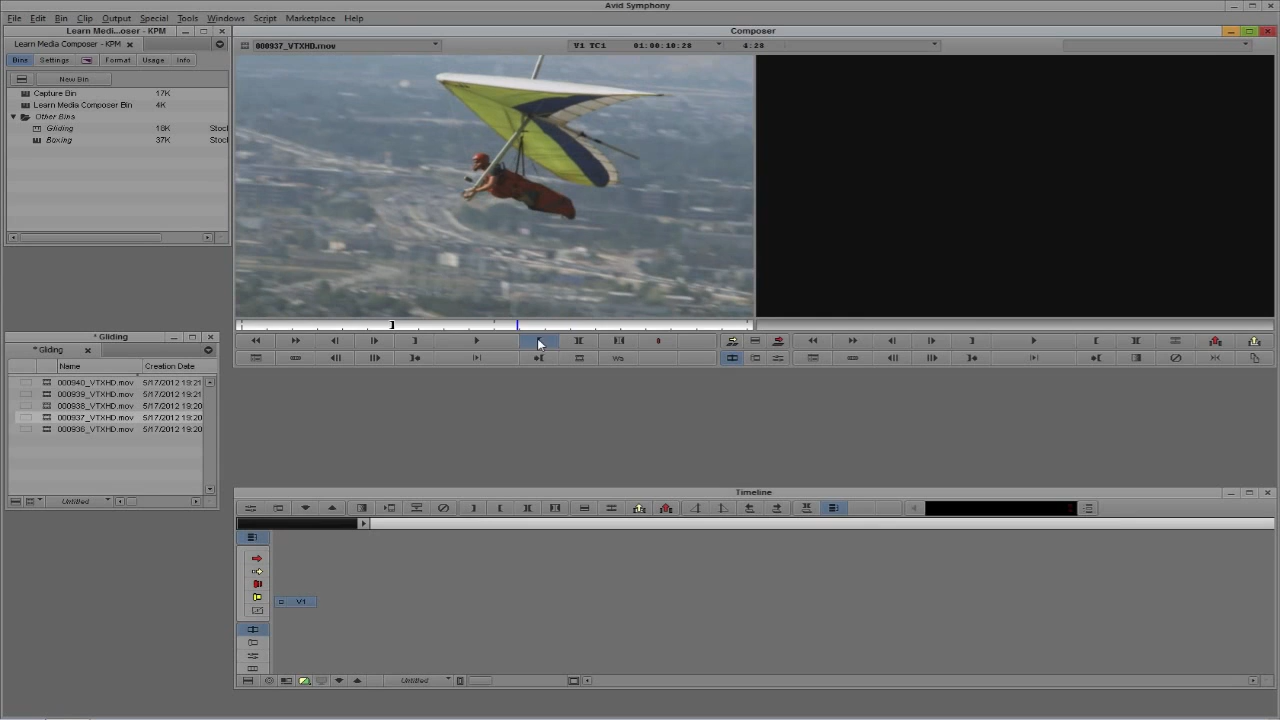 Avid Symphony
File Edit Bin Clip Output Special Tools Windows Script Marketplace Help
Learn Medi...oser - KPM
Composer
Learn Media Composer - KPM
000937_VTXHD.mov V1 TC1 01:00:10:28 4:28
Bins Settings Format Usage Info
New Bin
Capture Bin 17K
Learn Media Composer Bin 4K
Other Bins
Gliding 18K Stoc
Boxing 37K Stoc
* Gliding
* Gliding
Name Creation Date
000940_VTXHD.mov 5/17/2012 19:21
000939_VTXHD.mov 5/17/2012 19:21
000938_VTXHD.mov 5/17/2012 19:20
000937_VTXHD.mov 5/17/2012 19:20
000936_VTXHD.mov 5/17/2012 19:20
Untitled
Timeline
V1
Untitled